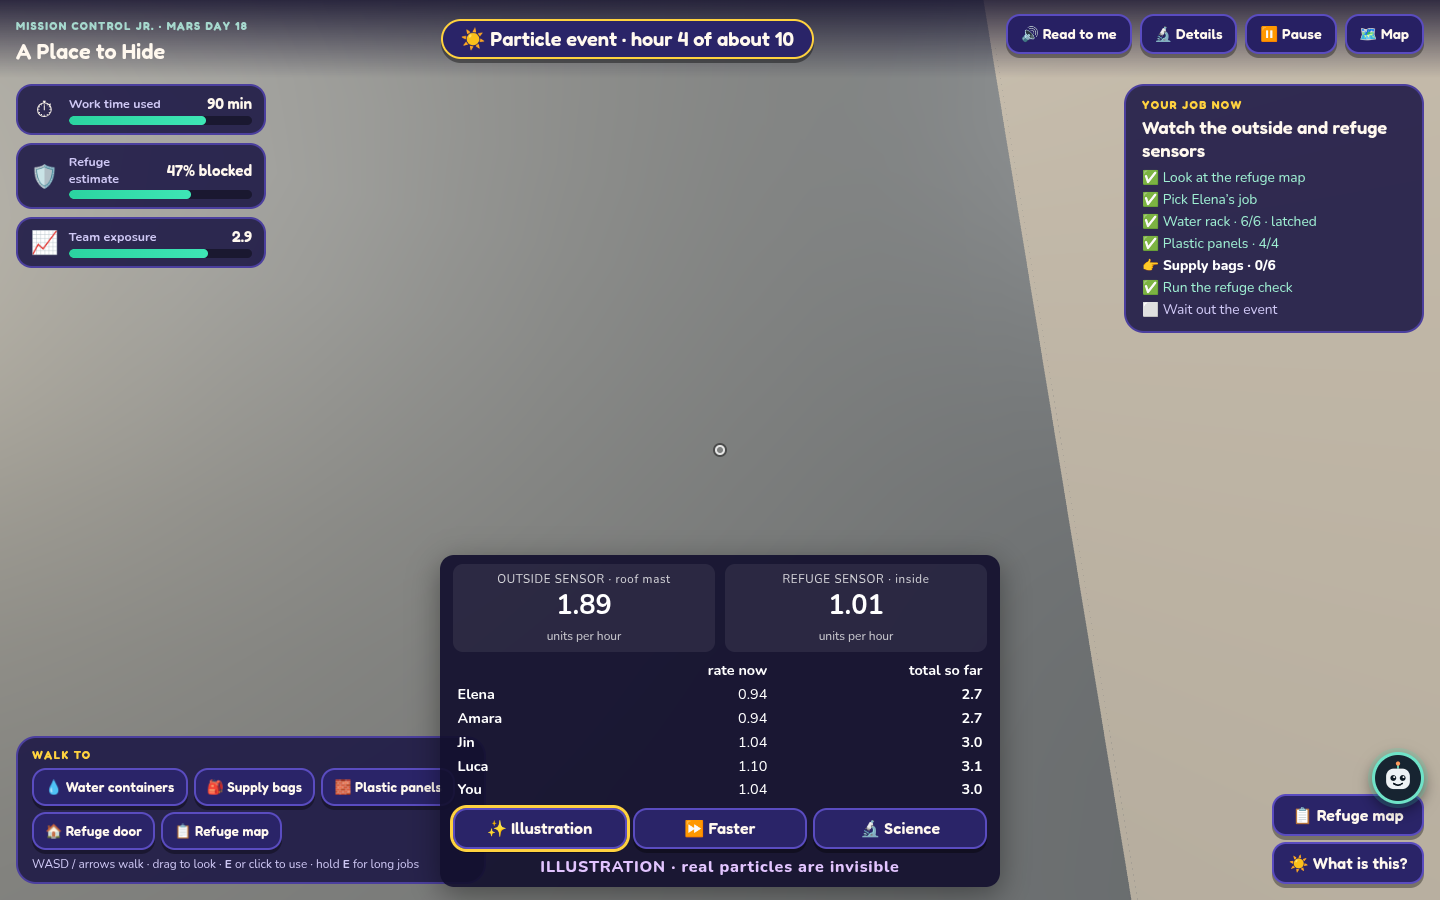 MISSION CONTROL JR. · MARS DAY 18
A Place to Hide
☀️ Particle event · hour 4 of about 10
🔊 Read to me
🔬 Details
⏸️ Pause
🗺️ Map
⏱ Work time used 90 min
🛡️ Refuge estimate 47% blocked
📈 Team exposure 2.9
YOUR JOB NOW
Watch the outside and refuge
sensors
✅ Look at the refuge map
✅ Pick Elena's job
✅ Water rack · 6/6 · latched
✅ Plastic panels · 4/4
👉 Supply bags · 0/6
✅ Run the refuge check
⬜ Wait out the event
OUTSIDE SENSOR · roof mast
1.89
units per hour
REFUGE SENSOR · inside
1.01
units per hour
rate now total so far
Elena 0.94 2.7
Amara 0.94 2.7
Jin 1.04 3.0
Luca 1.10 3.1
You 1.04 3.0
✨ Illustration
⏩ Faster
🔬 Science
ILLUSTRATION · real particles are invisible
WALK TO
💧 Water containers
🎒 Supply bags
🧱 Plastic panels
🏠 Refuge door
📋 Refuge map
WASD / arrows walk · drag to look · E or click to use · hold E for long jobs
📋 Refuge map
☀️ What is this?